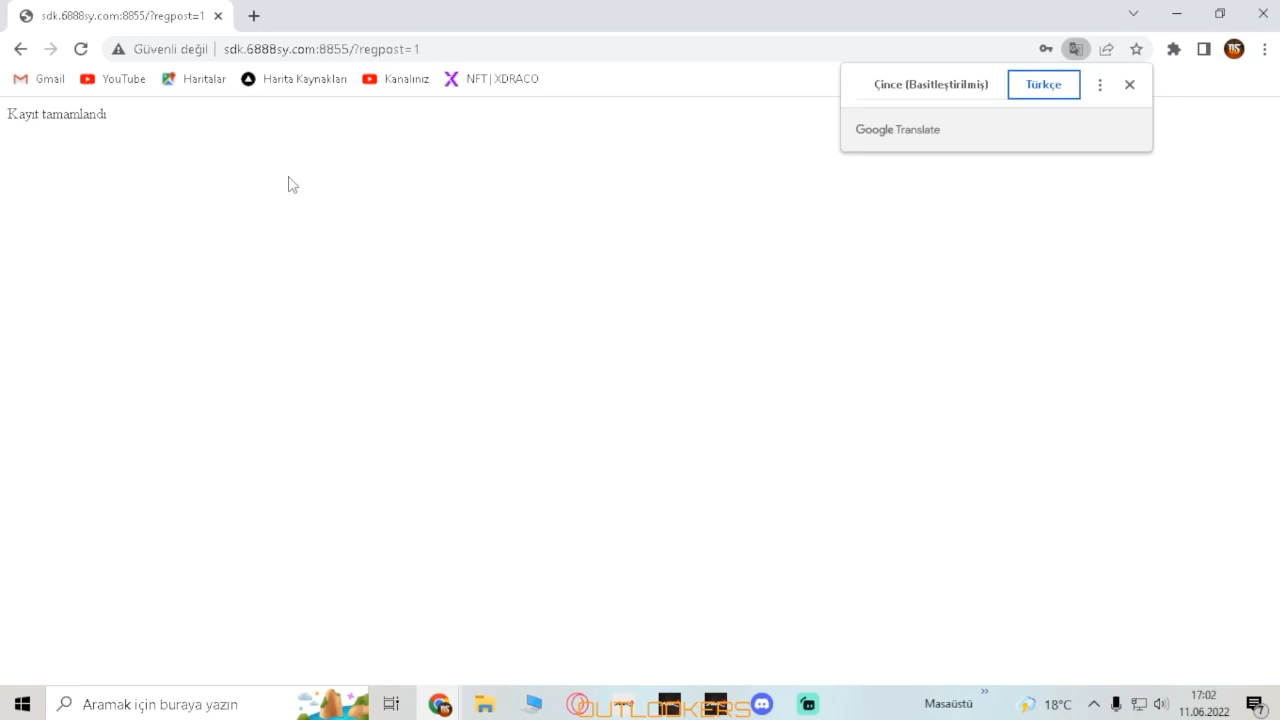 sdk.6888sy.com:8855/?regpost=1
Güvenli değil
sdk.6888sy.com:8855/?regpost=1
Gmail
YouTube
Haritalar
Harita Kaynakları
Kanalınız
NFT | XDRACO
Çince (Basitleştirilmiş)
Türkçe
Google Translate
Kayıt tamamlandı
Aramak için buraya yazın
OUTLOOKERS
Masaüstü
18°C
17:02
11.06.2022